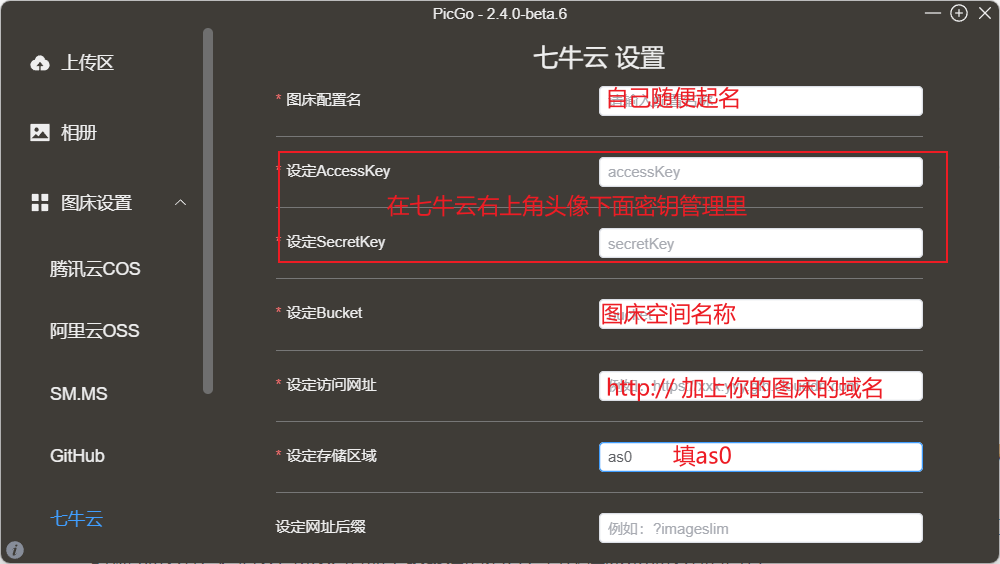 PicGo - 2.4.0-beta.6
上传区
相册
图床设置
腾讯云COS
阿里云OSS
SM.MS
GitHub
七牛云
七牛云 设置
* 图床配置名
自己随便起名
* 设定AccessKey
accessKey
在七牛云右上角头像下面密钥管理里
* 设定SecretKey
secretKey
* 设定Bucket
图床空间名称
* 设定访问网址
http:// 加上你的图床的域名
* 设定存储区域
as0 填as0
设定网址后缀
例如：?imageslim